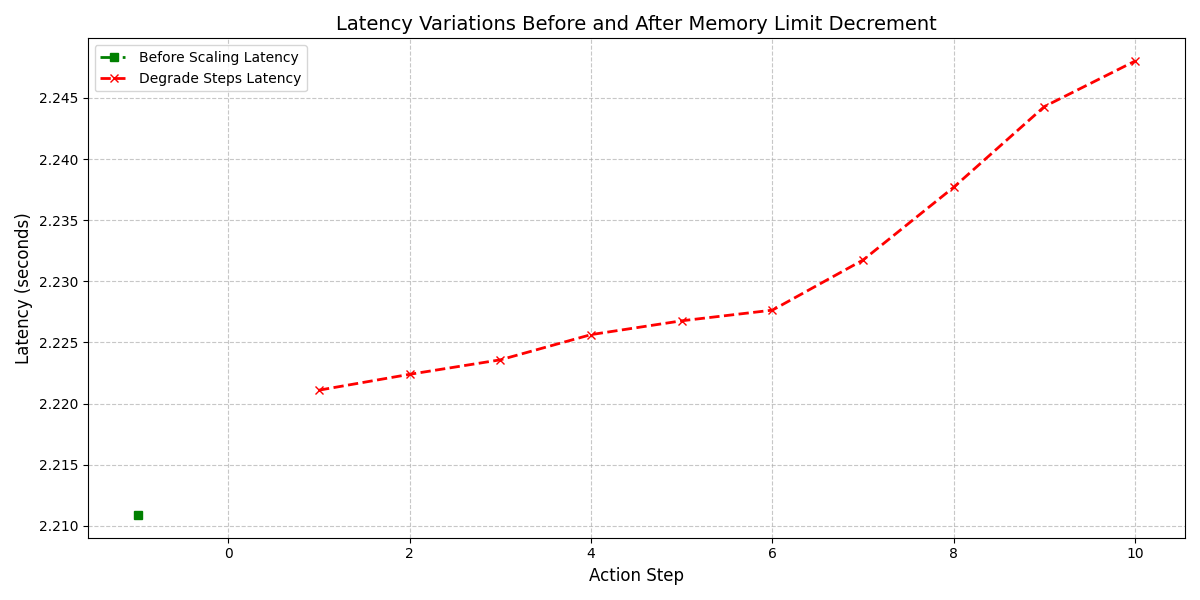 Latency Variations Before and After Memory Limit Decrement
Before Scaling Latency
Degrade Steps Latency
Latency (seconds)
2.245
2.240
2.235
2.230
2.225
2.220
2.215
2.210
0
2
4
6
8
10
Action Step